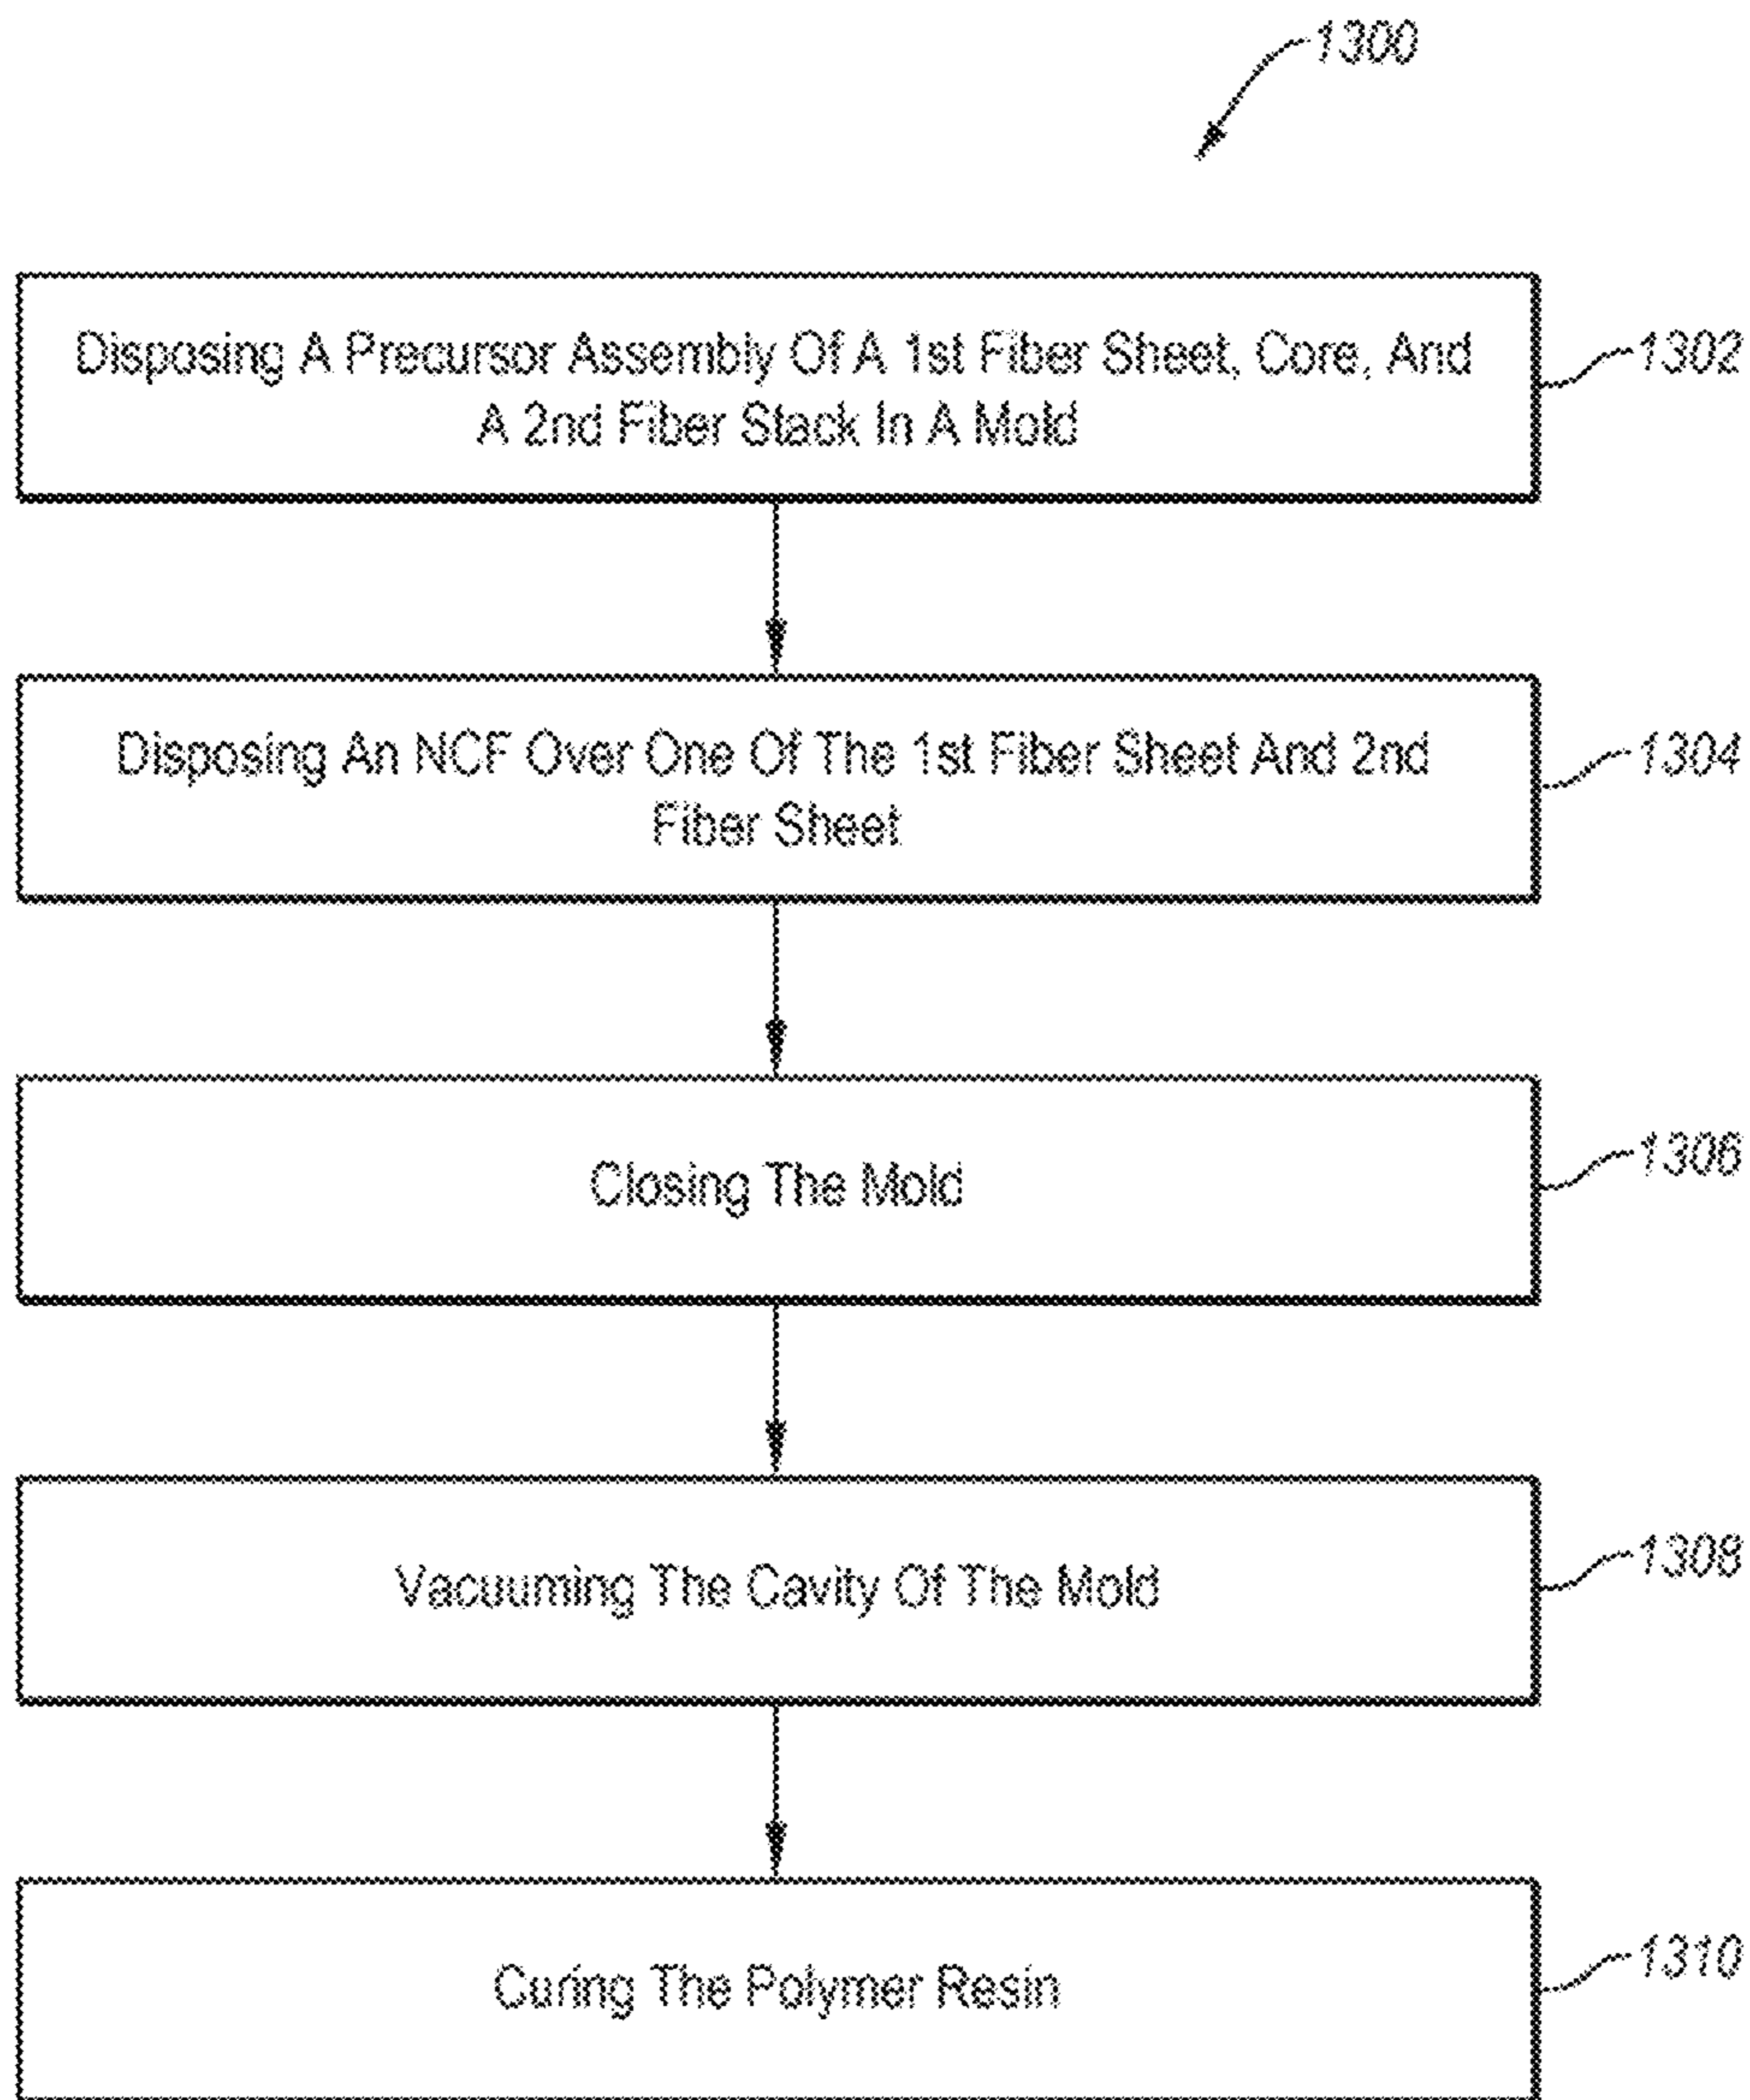 1300
Disposing A Precursor Assembly Of A 1st Fiber Sheet, Core, And
A 2nd Fiber Stack In A Mold
1302
Disposing An NCF Over One Of The 1st Fiber Sheet And 2nd
Fiber Sheet
1304
Closing The Mold
1306
Vacuuming The Cavity Of The Mold
1308
Curing The Polymer Resin
1310